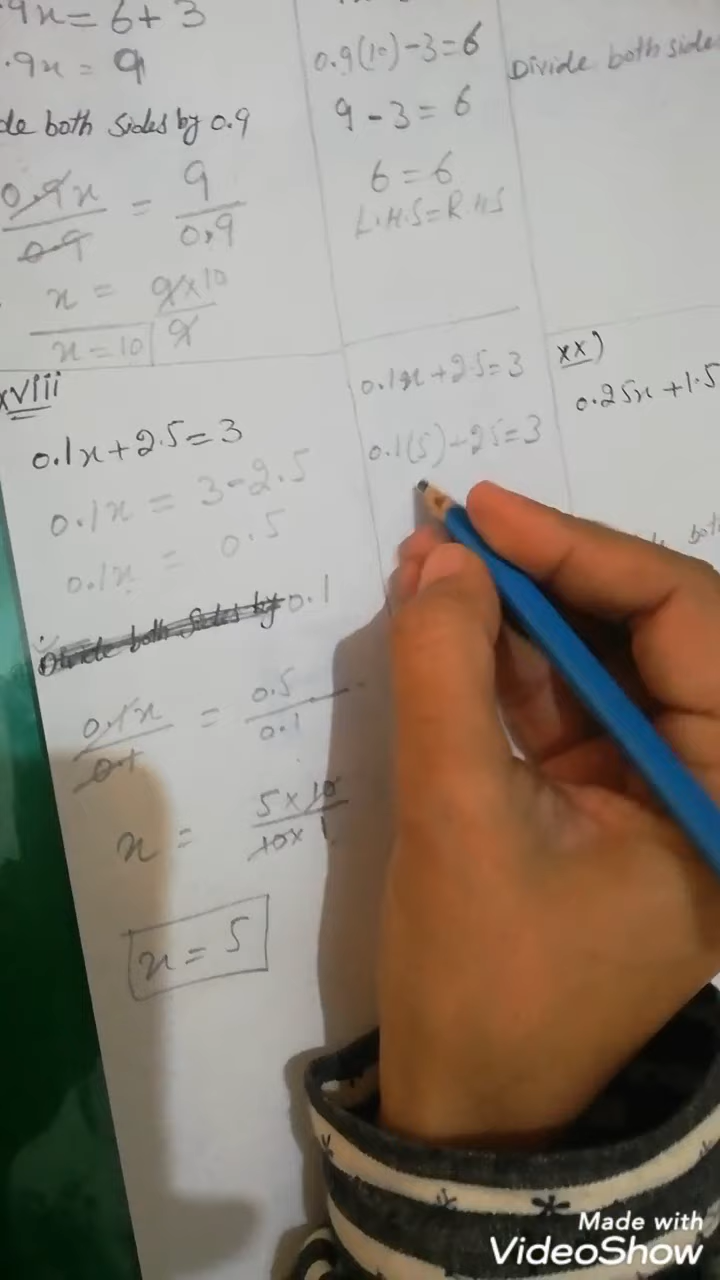 .9x = 6 + 3
.9x = 9
de both sides by 0.9
0.9x / 0.9 = 9 / 0.9
x = 9 x 10 / 9
x = 10
0.9(10) - 3 = 6
9 - 3 = 6
6 = 6
L.H.S = R.H.S
Divide both side
xviii
0.1x + 2.5 = 3
0.1x = 3 - 2.5
0.1x = 0.5
Divide both sides by 0.1
0.1x / 0.1 = 0.5 / 0.1
x = 5 x 10 / 10 x 1
x = 5
0.1x + 2.5 = 3
0.1(5) - 25 = 3
xx)
0.25x + 1.5
Made with
VideoShow